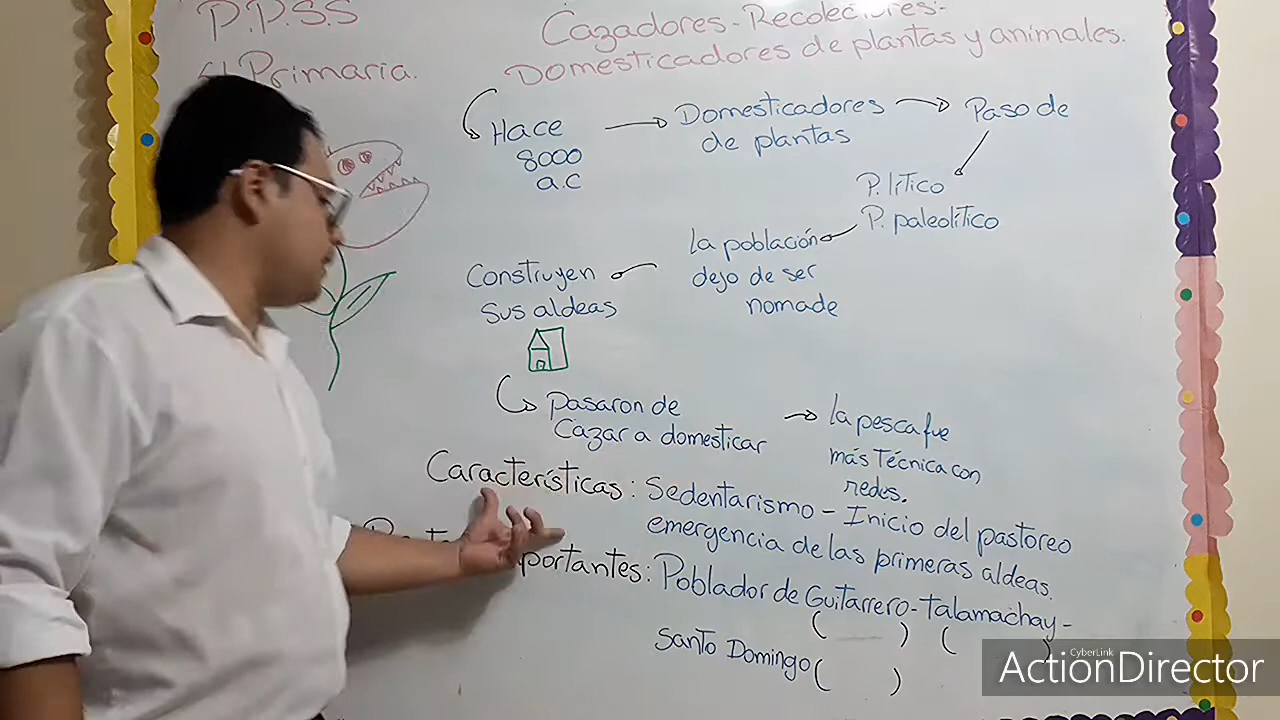 P.P.S.S
Cazadores-Recolectores:
Domesticadores de plantas y animales.
6) Primaria.
Hace
8000
a.C
Domesticadores
de plantas
Paso de
P. lítico
P. paleolítico
la población
dejo de ser
nomade
Construyen
sus aldeas
Pasaron de
Cazar a domesticar
la pesca fue
más técnica con
redes.
Características: Sedentarismo - Inicio del pastoreo
emergencia de las primeras aldeas.
portantes: Poblador de Guitarrero - Talamachay -
( ) ( )
Santo Domingo ( )
CyberLink
ActionDirector